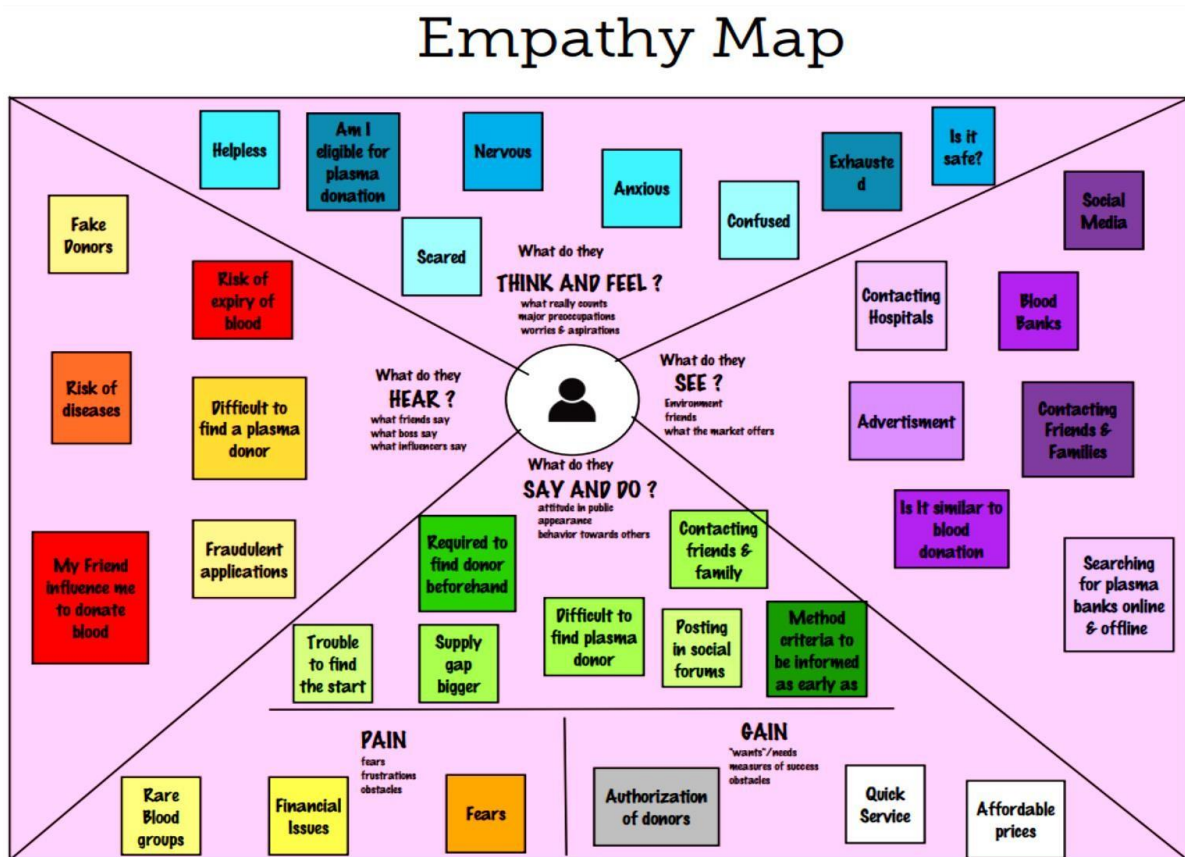 Empathy Map
Helpless
Am I
eligible for
plasma
donation
Nervous
Scared
Anxious
Confused
Exhauste
d
Is it
safe?
What do they
THINK AND FEEL ?
what really counts
major preoccupations
worries & aspirations
Fake
Donors
Risk of
expiry of
blood
Risk of
diseases
Difficult to
find a plasma
donor
My Friend
influence me
to donate
blood
Fraudulent
applications
What do they
HEAR ?
what friends say
what boss say
what influencers say
What do they
SEE ?
Environment
friends
what the market offers
Social
Media
Contacting
Hospitals
Blood
Banks
Advertisment
Contacting
Friends &
Families
Is It similar to
blood
donation
Searching
for plasma
banks online
& offline
What do they
SAY AND DO ?
attitude in public
appearance
behavior towards others
Required to
find donor
beforehand
Contacting
friends &
family
Trouble
to find
the start
Supply
gap
bigger
Difficult to
find plasma
donor
Posting
in social
forums
Method
criteria to
be informed
as early as
PAIN
fears
frustrations
obstacles
Rare
Blood
groups
Financial
Issues
Fears
GAIN
"wants"/needs
measures of success
obstacles
Authorization
of donors
Quick
Service
Affordable
prices